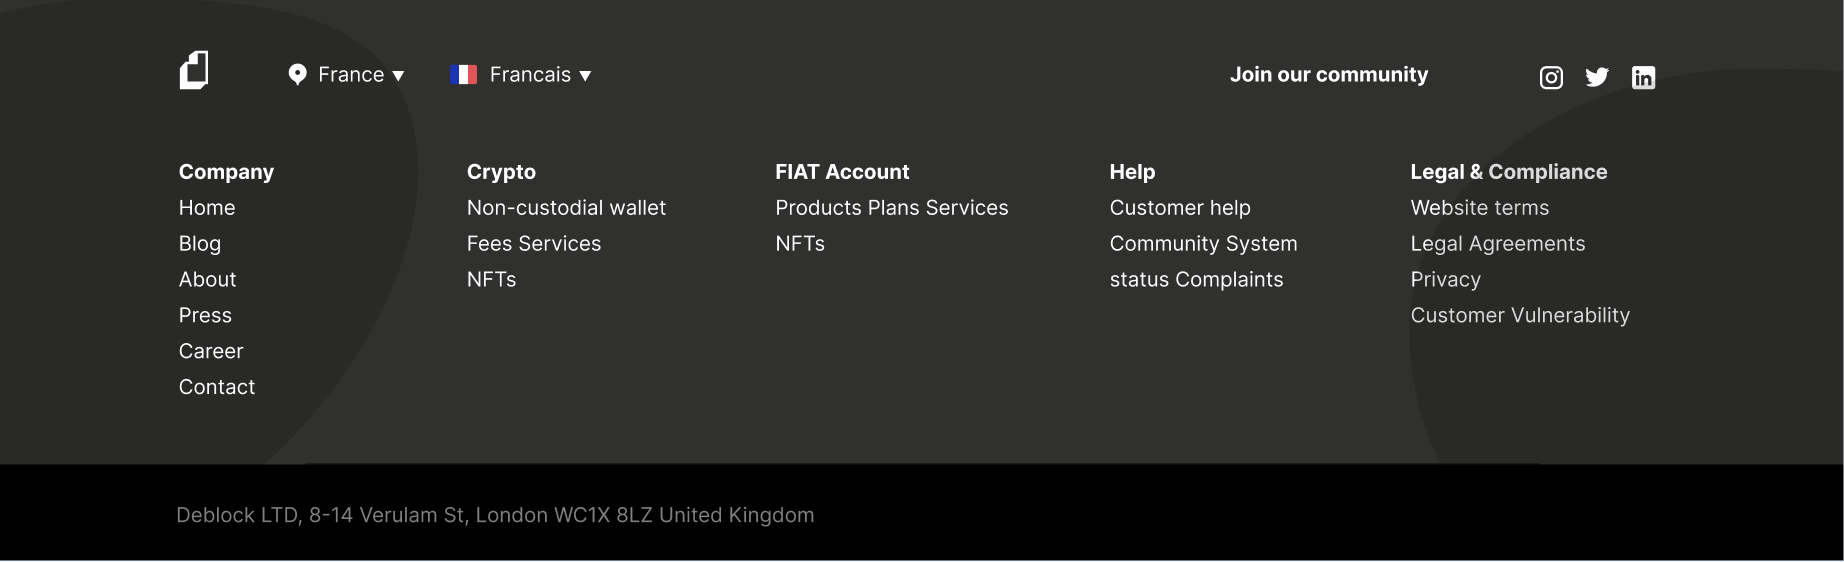 France
Francais
Join our community
Company
Home
Blog
About
Press
Career
Contact
Crypto
Non-custodial wallet
Fees Services
NFTs
FIAT Account
Products Plans Services
NFTs
Help
Customer help
Community System
status Complaints
Legal & Compliance
Website terms
Legal Agreements
Privacy
Customer Vulnerability
Deblock LTD, 8-14 Verulam St, London WC1X 8LZ United Kingdom